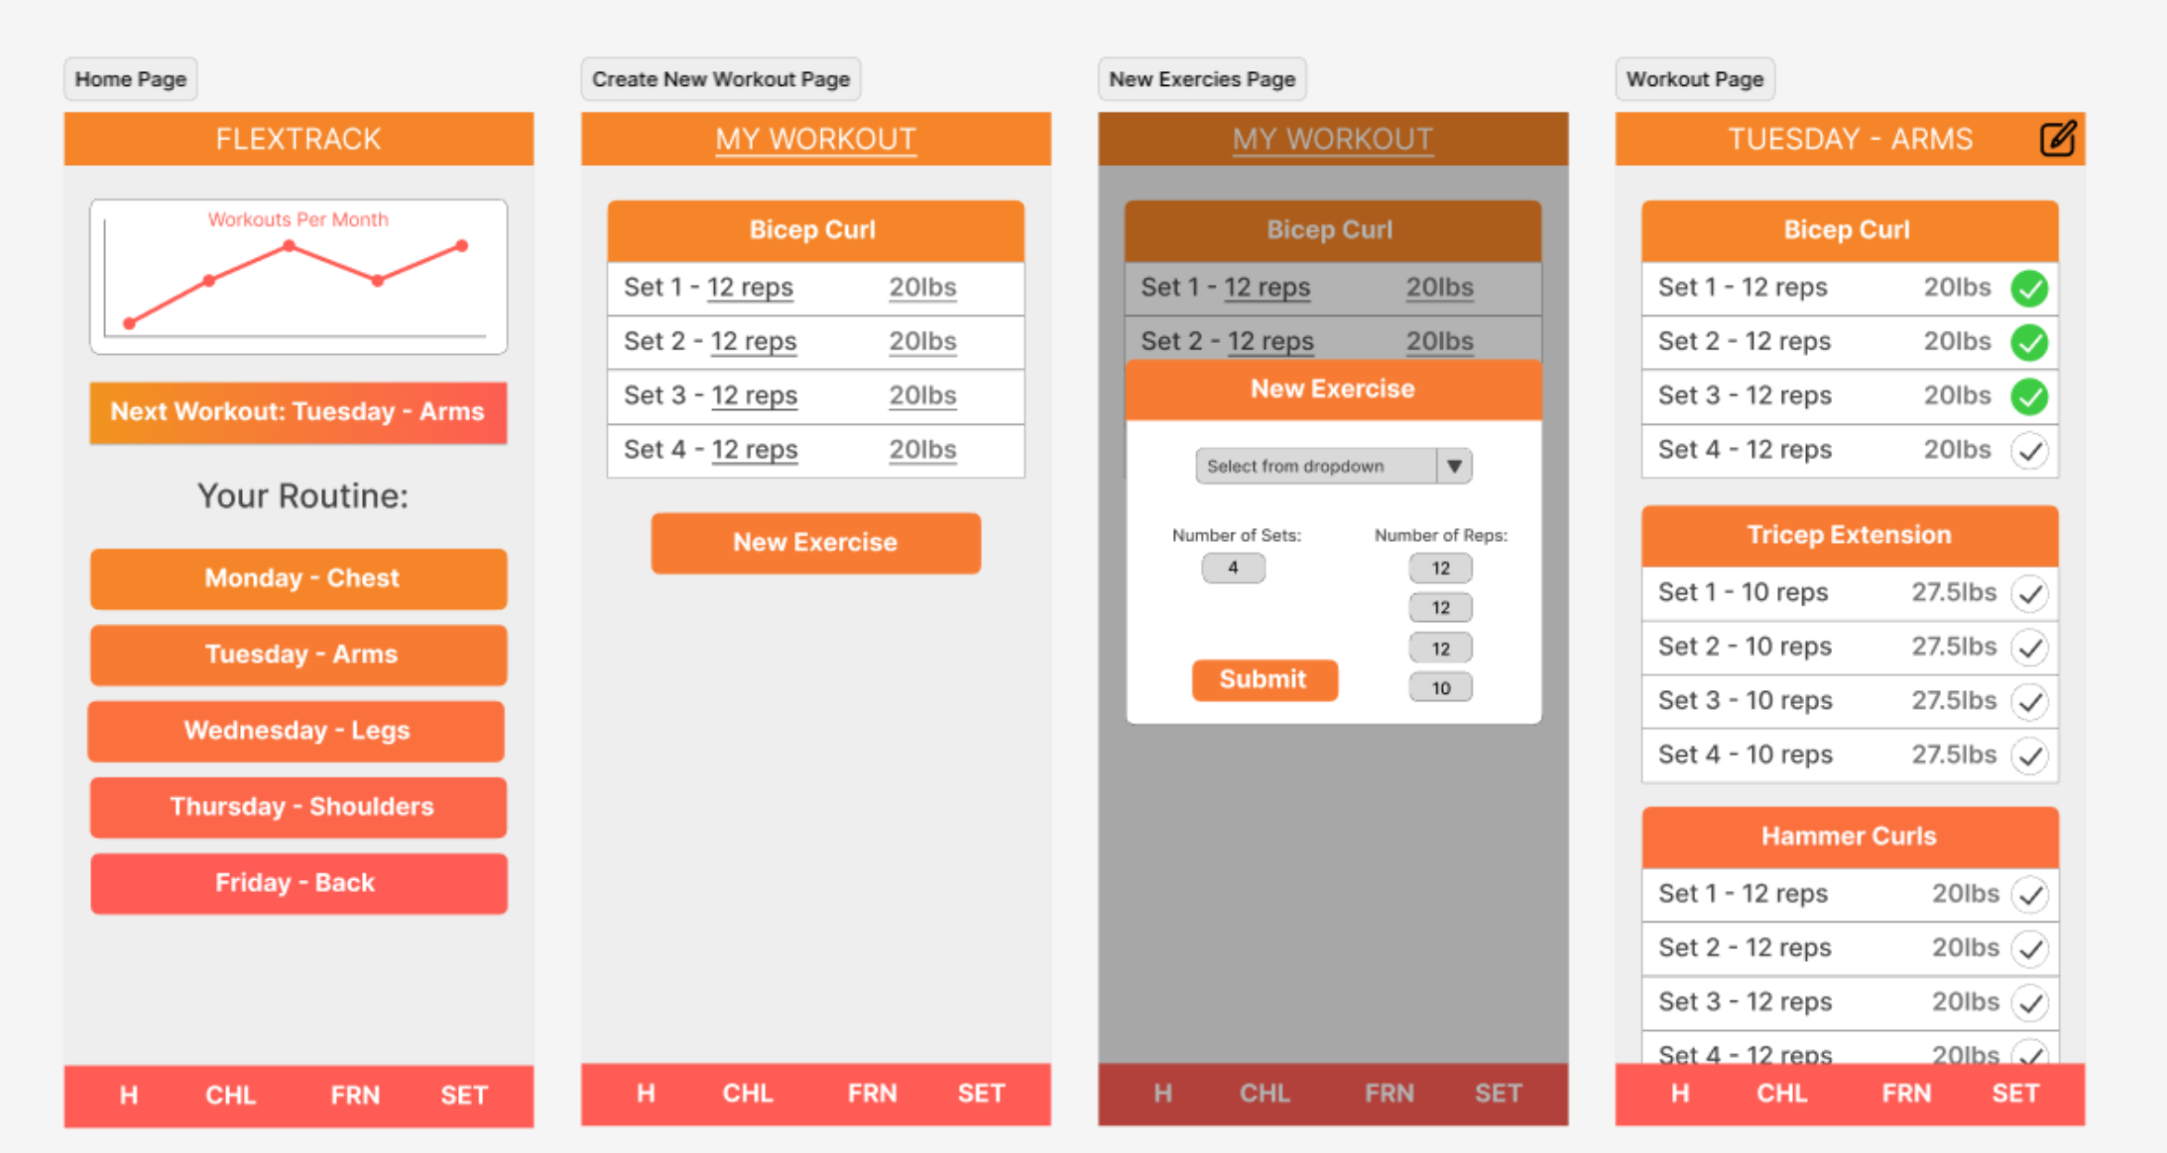 Home Page
FLEXTRACK
Workouts Per Month
Next Workout: Tuesday - Arms
Your Routine:
Monday - Chest
Tuesday - Arms
Wednesday - Legs
Thursday - Shoulders
Friday - Back
H CHL FRN SET
Create New Workout Page
MY WORKOUT
Bicep Curl
Set 1 - 12 reps 20lbs
Set 2 - 12 reps 20lbs
Set 3 - 12 reps 20lbs
Set 4 - 12 reps 20lbs
New Exercise
H CHL FRN SET
New Exercies Page
MY WORKOUT
Bicep Curl
Set 1 - 12 reps 20lbs
Set 2 - 12 reps 20lbs
New Exercise
Select from dropdown
Number of Sets: Number of Reps:
4 12
12
12
Submit 10
H CHL FRN SET
Workout Page
TUESDAY - ARMS
Bicep Curl
Set 1 - 12 reps 20lbs
Set 2 - 12 reps 20lbs
Set 3 - 12 reps 20lbs
Set 4 - 12 reps 20lbs
Tricep Extension
Set 1 - 10 reps 27.5lbs
Set 2 - 10 reps 27.5lbs
Set 3 - 10 reps 27.5lbs
Set 4 - 10 reps 27.5lbs
Hammer Curls
Set 1 - 12 reps 20lbs
Set 2 - 12 reps 20lbs
Set 3 - 12 reps 20lbs
Set 4 - 12 reps 20lbs
H CHL FRN SET